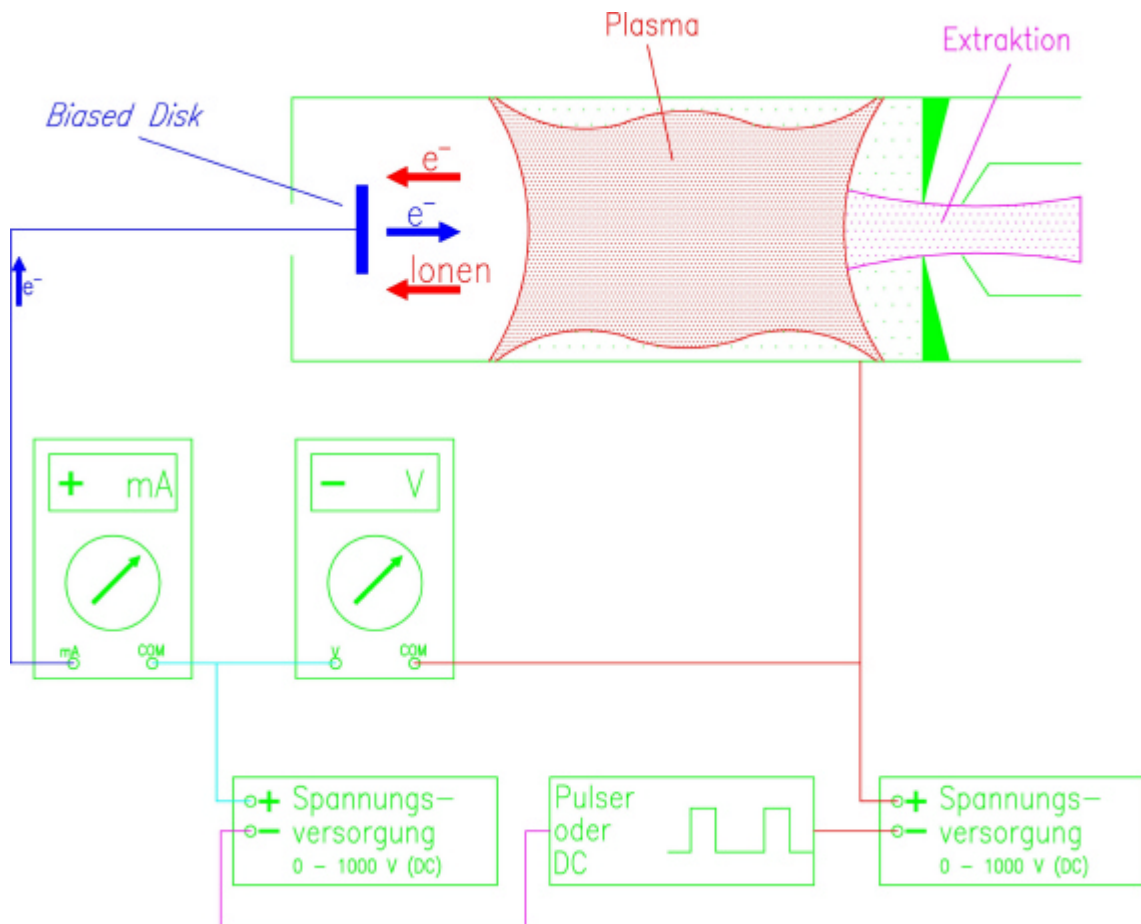 Plasma
Extraktion
Biased Disk
e⁻
e⁻
Ionen
e⁻
+ mA
− V
mA
COM
V
COM
+ Spannungs-
− versorgung
0 - 1000 V (DC)
Pulser
oder
DC
+ Spannungs-
− versorgung
0 - 1000 V (DC)